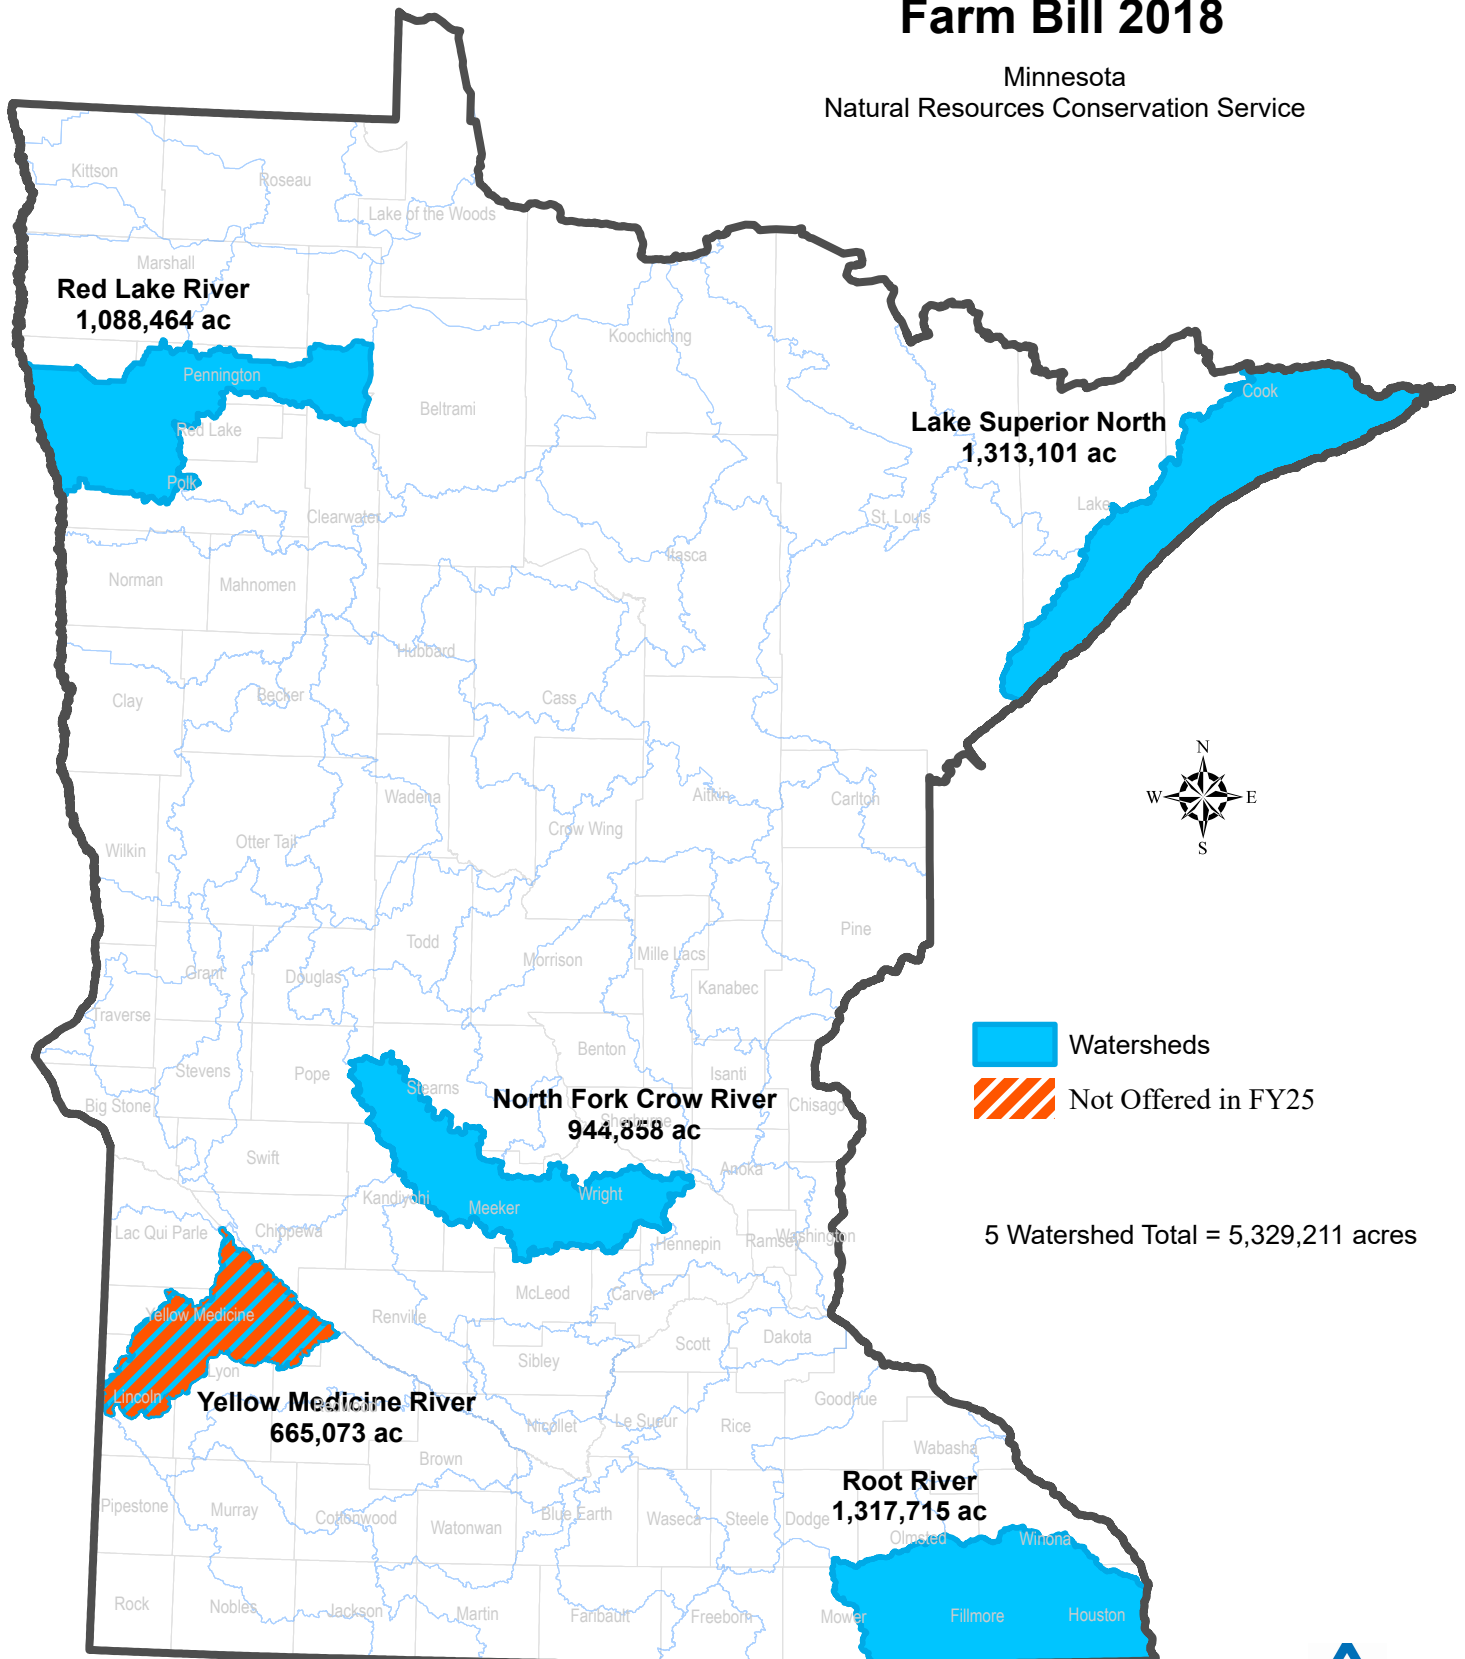 Farm Bill 2018
Minnesota
Natural Resources Conservation Service
Kittson
Roseau
Lake of the Woods
Marshall
Red Lake River
1,088,464 ac
Koochiching
Pennington
Cook
Beltrami
Lake Superior North
1,313,101 ac
Red Lake
Polk
Lake
Clearwater
St. Louis
Itasca
Norman
Mahnomen
Hubbard
Clay
Becker
Cass
N
W
E
S
Wadena
Aitkin
Carlton
Crow Wing
Otter Tail
Wilkin
Pine
Todd
Morrison
Mille Lacs
Grant
Douglas
Kanabec
Traverse
Watersheds
Benton
Stevens
Pope
Isanti
Stearns
North Fork Crow River
944,858 ac
Not Offered in FY25
Big Stone
Chisago
Sherburne
Swift
Anoka
Kandiyohi
Meeker
Wright
Lac Qui Parle
Chippewa
Hennepin
Ramsey
Washington
5 Watershed Total = 5,329,211 acres
McLeod
Carver
Yellow Medicine
Renville
Scott
Dakota
Sibley
Lyon
Lincoln
Yellow Medicine River
665,073 ac
Redwood
Goodhue
Nicollet
Le Sueur
Rice
Wabasha
Brown
Root River
1,317,715 ac
Pipestone
Murray
Cottonwood
Watonwan
Blue Earth
Waseca
Steele
Dodge
Olmsted
Winona
Rock
Nobles
Jackson
Martin
Faribault
Freeborn
Mower
Fillmore
Houston